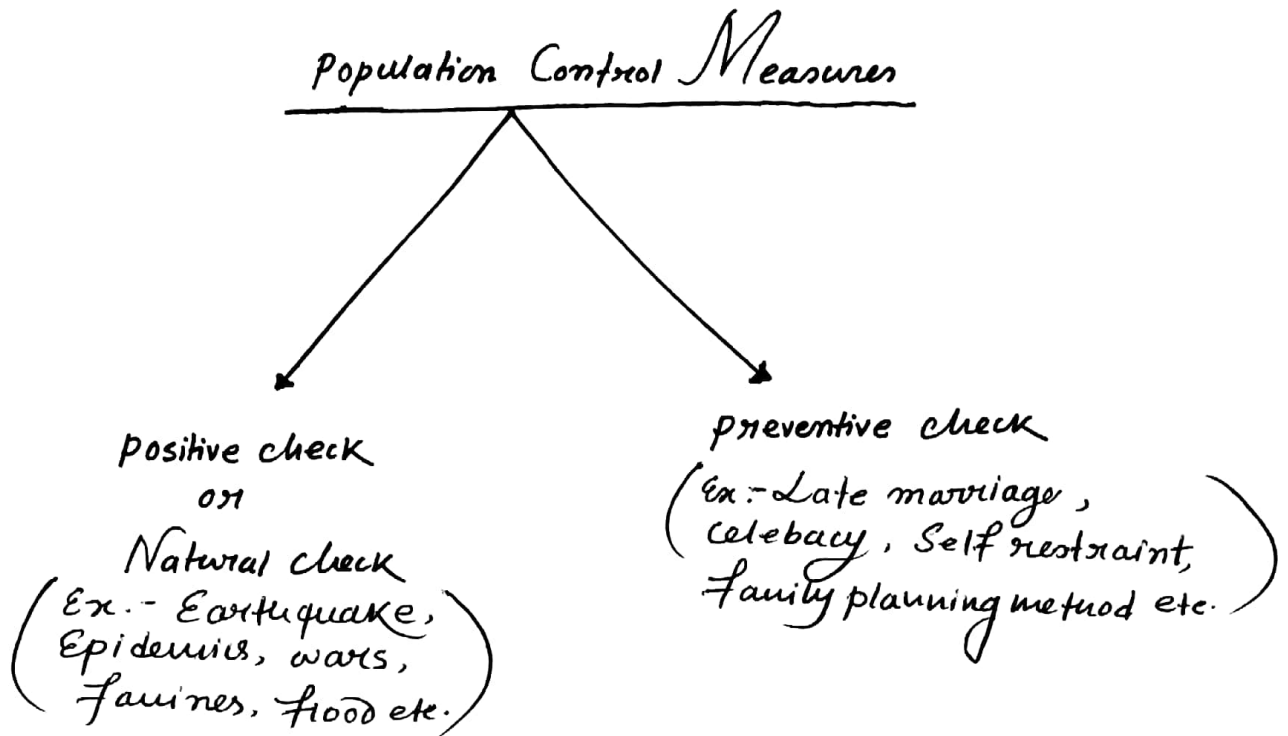 Population Control Measures
Positive check
or
Natural check
(Ex.:- Earthquake,
Epidemics, wars,
Famines, flood etc.)
Preventive check
(Ex:- Late marriage,
Celebacy, Self restraint,
Family planning method etc.)